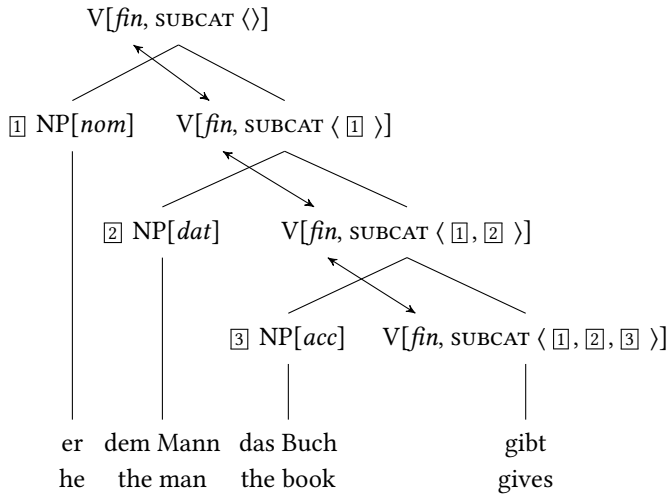 V[fin, SUBCAT ⟨⟩]
1 NP[nom] V[fin, SUBCAT ⟨ 1 ⟩]
2 NP[dat] V[fin, SUBCAT ⟨ 1, 2 ⟩]
3 NP[acc] V[fin, SUBCAT ⟨ 1, 2, 3 ⟩]
er dem Mann das Buch gibt
he the man the book gives